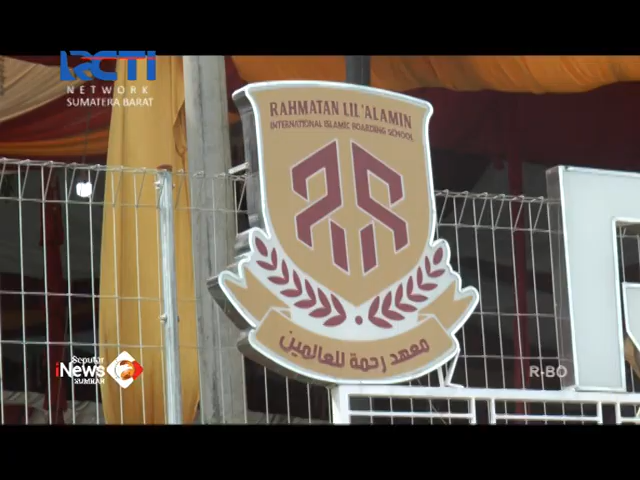 RCTI
NETWORK
SUMATERA BARAT
RAHMATAN LIL 'ALAMIN
INTERNATIONAL ISLAMIC BOARDING SCHOOL
معهد رحمة للعالمين
Seputar
iNews
SUMBAR
R-BO